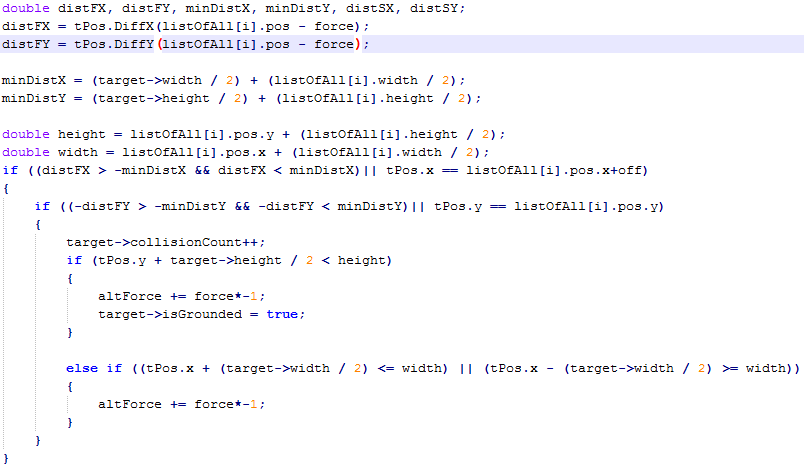 double distFX, distFY, minDistX, minDistY, distSX, distSY;
distFX = tPos.DiffX(listOfAll[i].pos - force);
distFY = tPos.DiffY(listOfAll[i].pos - force);
minDistX = (target->width / 2) + (listOfAll[i].width / 2);
minDistY = (target->height / 2) + (listOfAll[i].height / 2);
double height = listOfAll[i].pos.y + (listOfAll[i].height / 2);
double width = listOfAll[i].pos.x + (listOfAll[i].width / 2);
if ((distFX > -minDistX && distFX < minDistX)|| tPos.x == listOfAll[i].pos.x+off)
{
if ((-distFY > -minDistY && -distFY < minDistY)|| tPos.y == listOfAll[i].pos.y)
{
target->collisionCount++;
if (tPos.y + target->height / 2 < height)
{
altForce += force*-1;
target->isGrounded = true;
}
else if ((tPos.x + (target->width / 2) <= width) || (tPos.x - (target->width / 2) >= width))
{
altForce += force*-1;
}
}
}